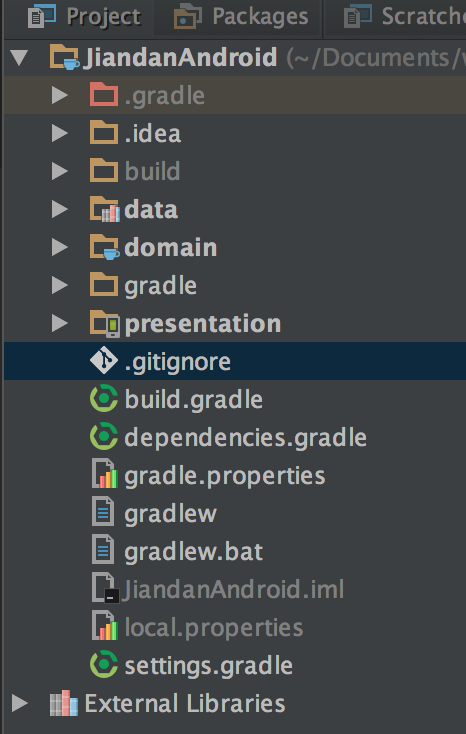 Project Packages Scratche
JiandanAndroid (~/Documents/w
.gradle
.idea
build
data
domain
gradle
presentation
.gitignore
build.gradle
dependencies.gradle
gradle.properties
gradlew
gradlew.bat
JiandanAndroid.iml
local.properties
settings.gradle
External Libraries